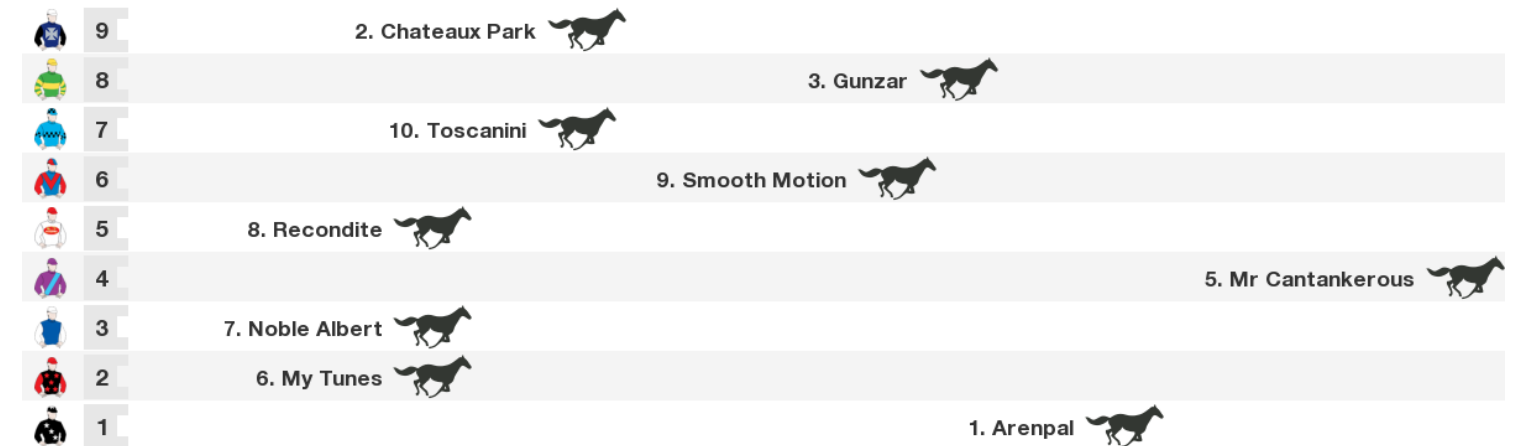 9 2. Chateaux Park
8 3. Gunzar
7 10. Toscanini
6 9. Smooth Motion
5 8. Recondite
4 5. Mr Cantankerous
3 7. Noble Albert
2 6. My Tunes
1 1. Arenpal